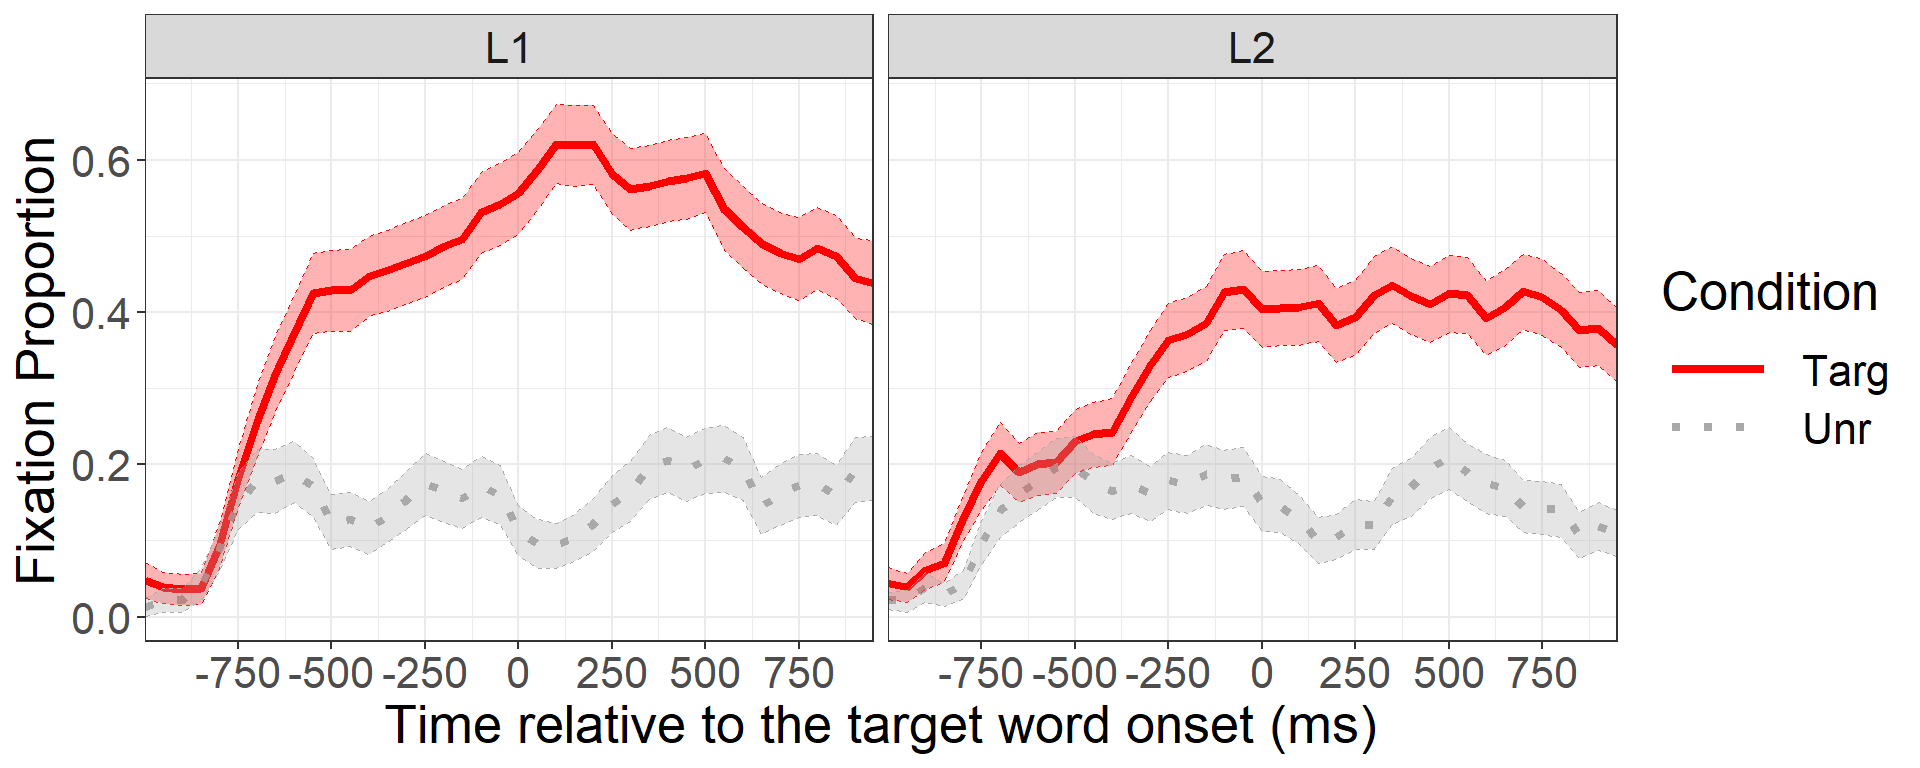 L1
L2
Fixation Proportion
0.6
0.4
0.2
0.0
-750 -500 -250 0 250 500 750
-750 -500 -250 0 250 500 750
Time relative to the target word onset (ms)
Condition
Targ
Unr